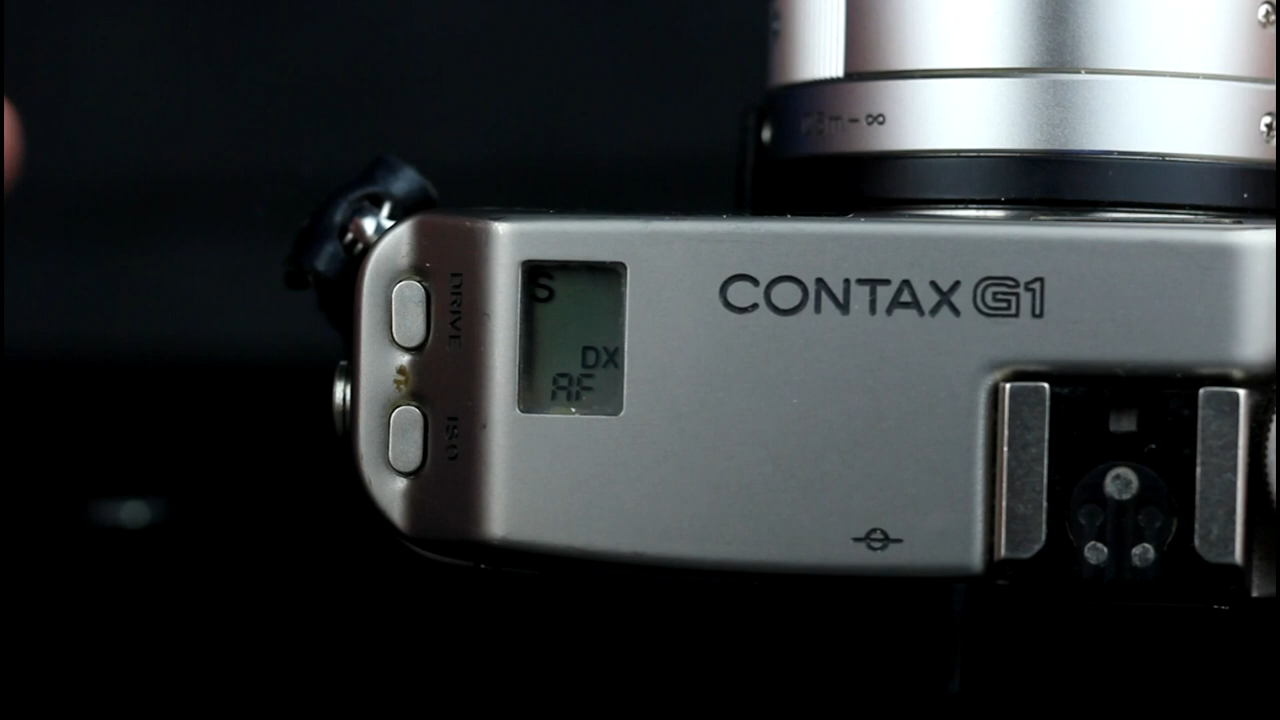 m-∞
DRIVE
S
CONTAX G1
DX
AF
ISO